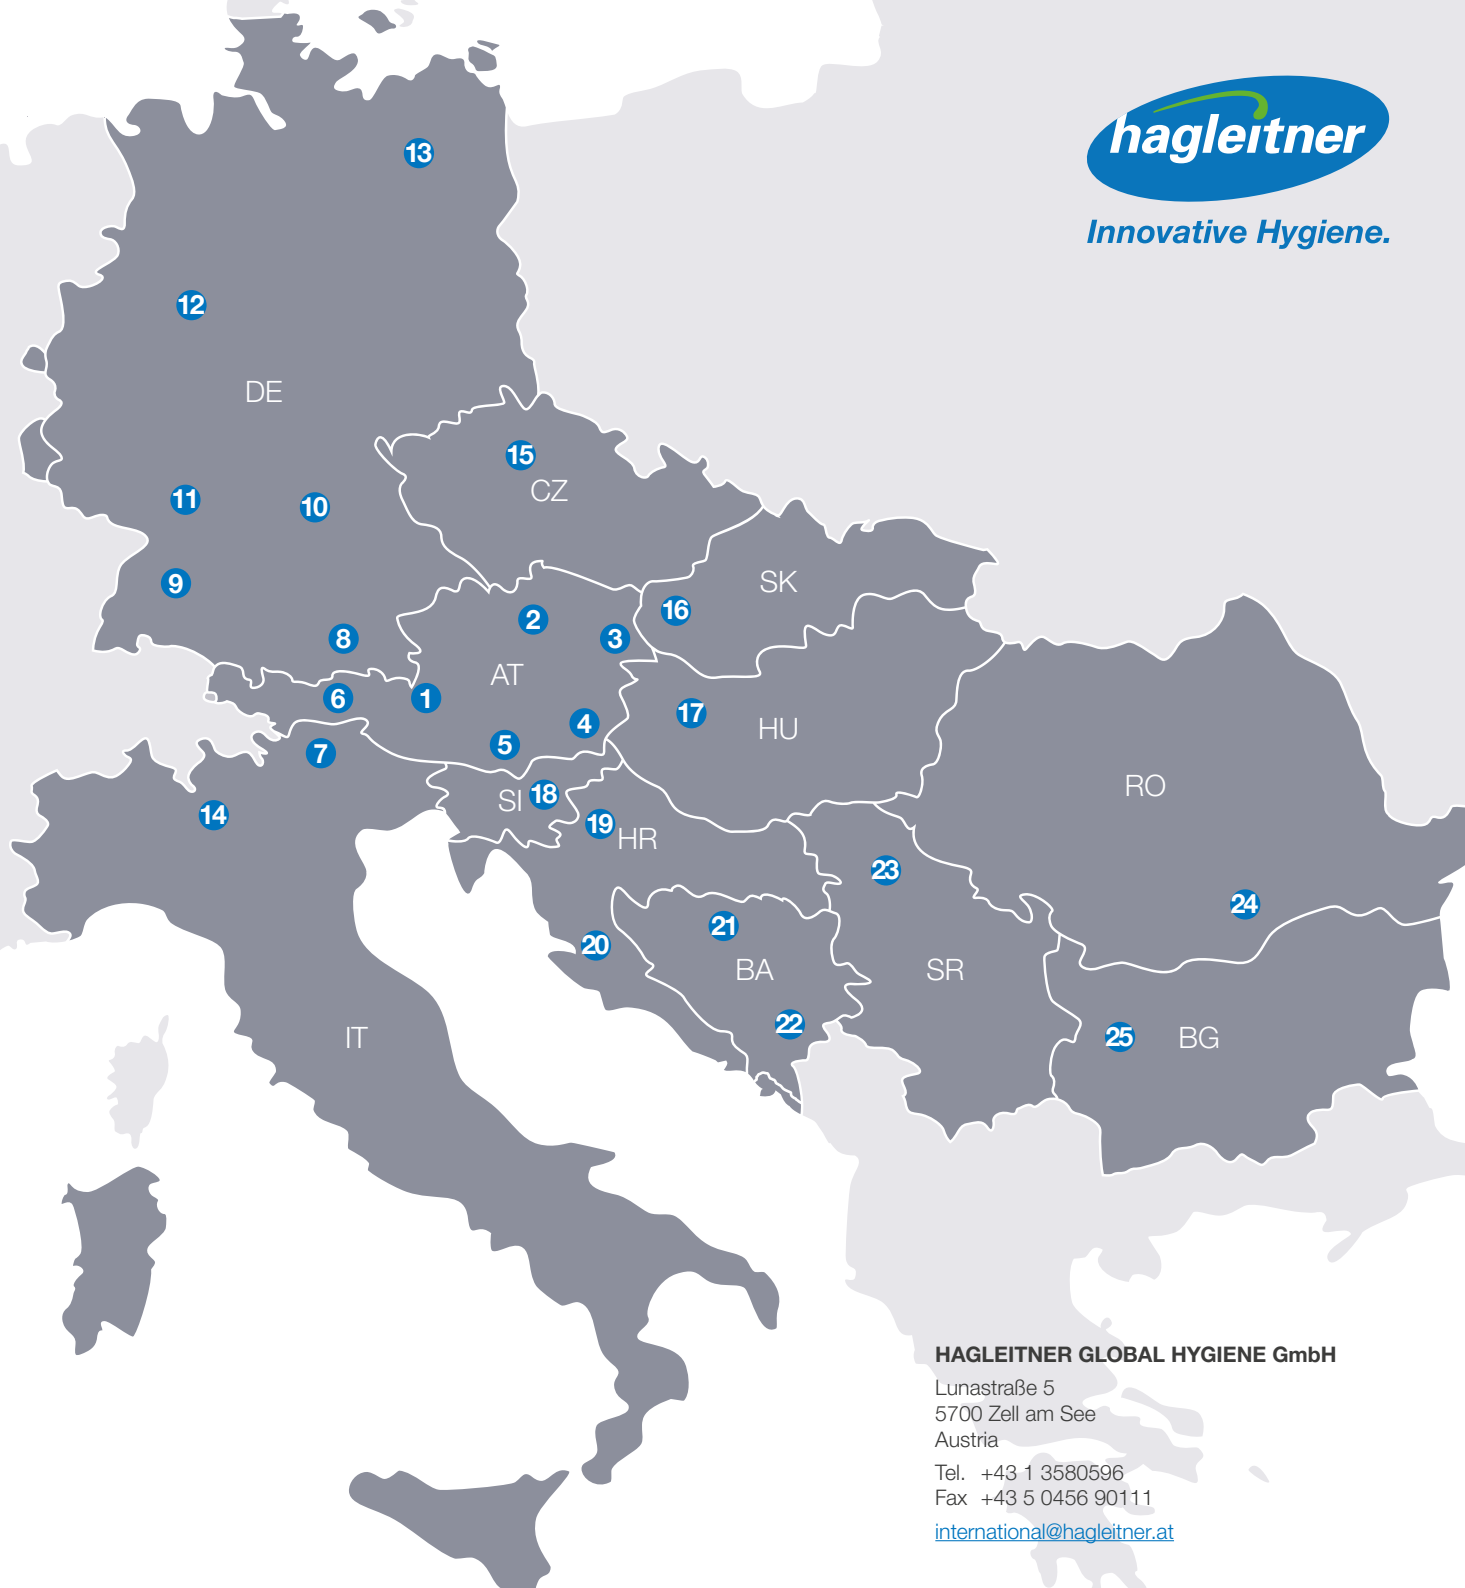 hagleitner
Innovative Hygiene.
13
12
DE
15
CZ
11
10
9
SK
16
2
3
8
AT
6
1
17
4
HU
5
7
RO
SI
18
14
19
HR
23
24
21
20
BA
SR
22
IT
25
BG
HAGLEITNER GLOBAL HYGIENE GmbH
Lunastraße 5
5700 Zell am See
Austria
Tel. +43 1 3580596
Fax +43 5 0456 90111
international@hagleitner.at